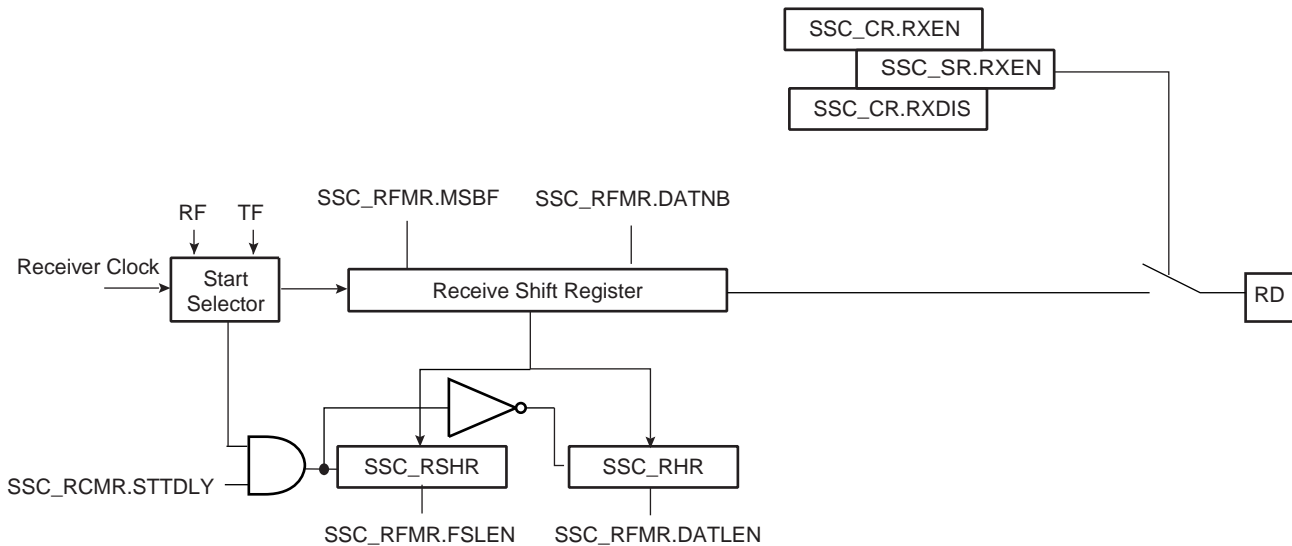 SSC_CR.RXEN
SSC_SR.RXEN
SSC_CR.RXDIS
SSC_RFMR.MSBF
SSC_RFMR.DATNB
RF
TF
Receiver Clock
Start
Selector
Receive Shift Register
RD
SSC_RSHR
SSC_RHR
SSC_RCMR.STTDLY
SSC_RFMR.FSLEN
SSC_RFMR.DATLEN